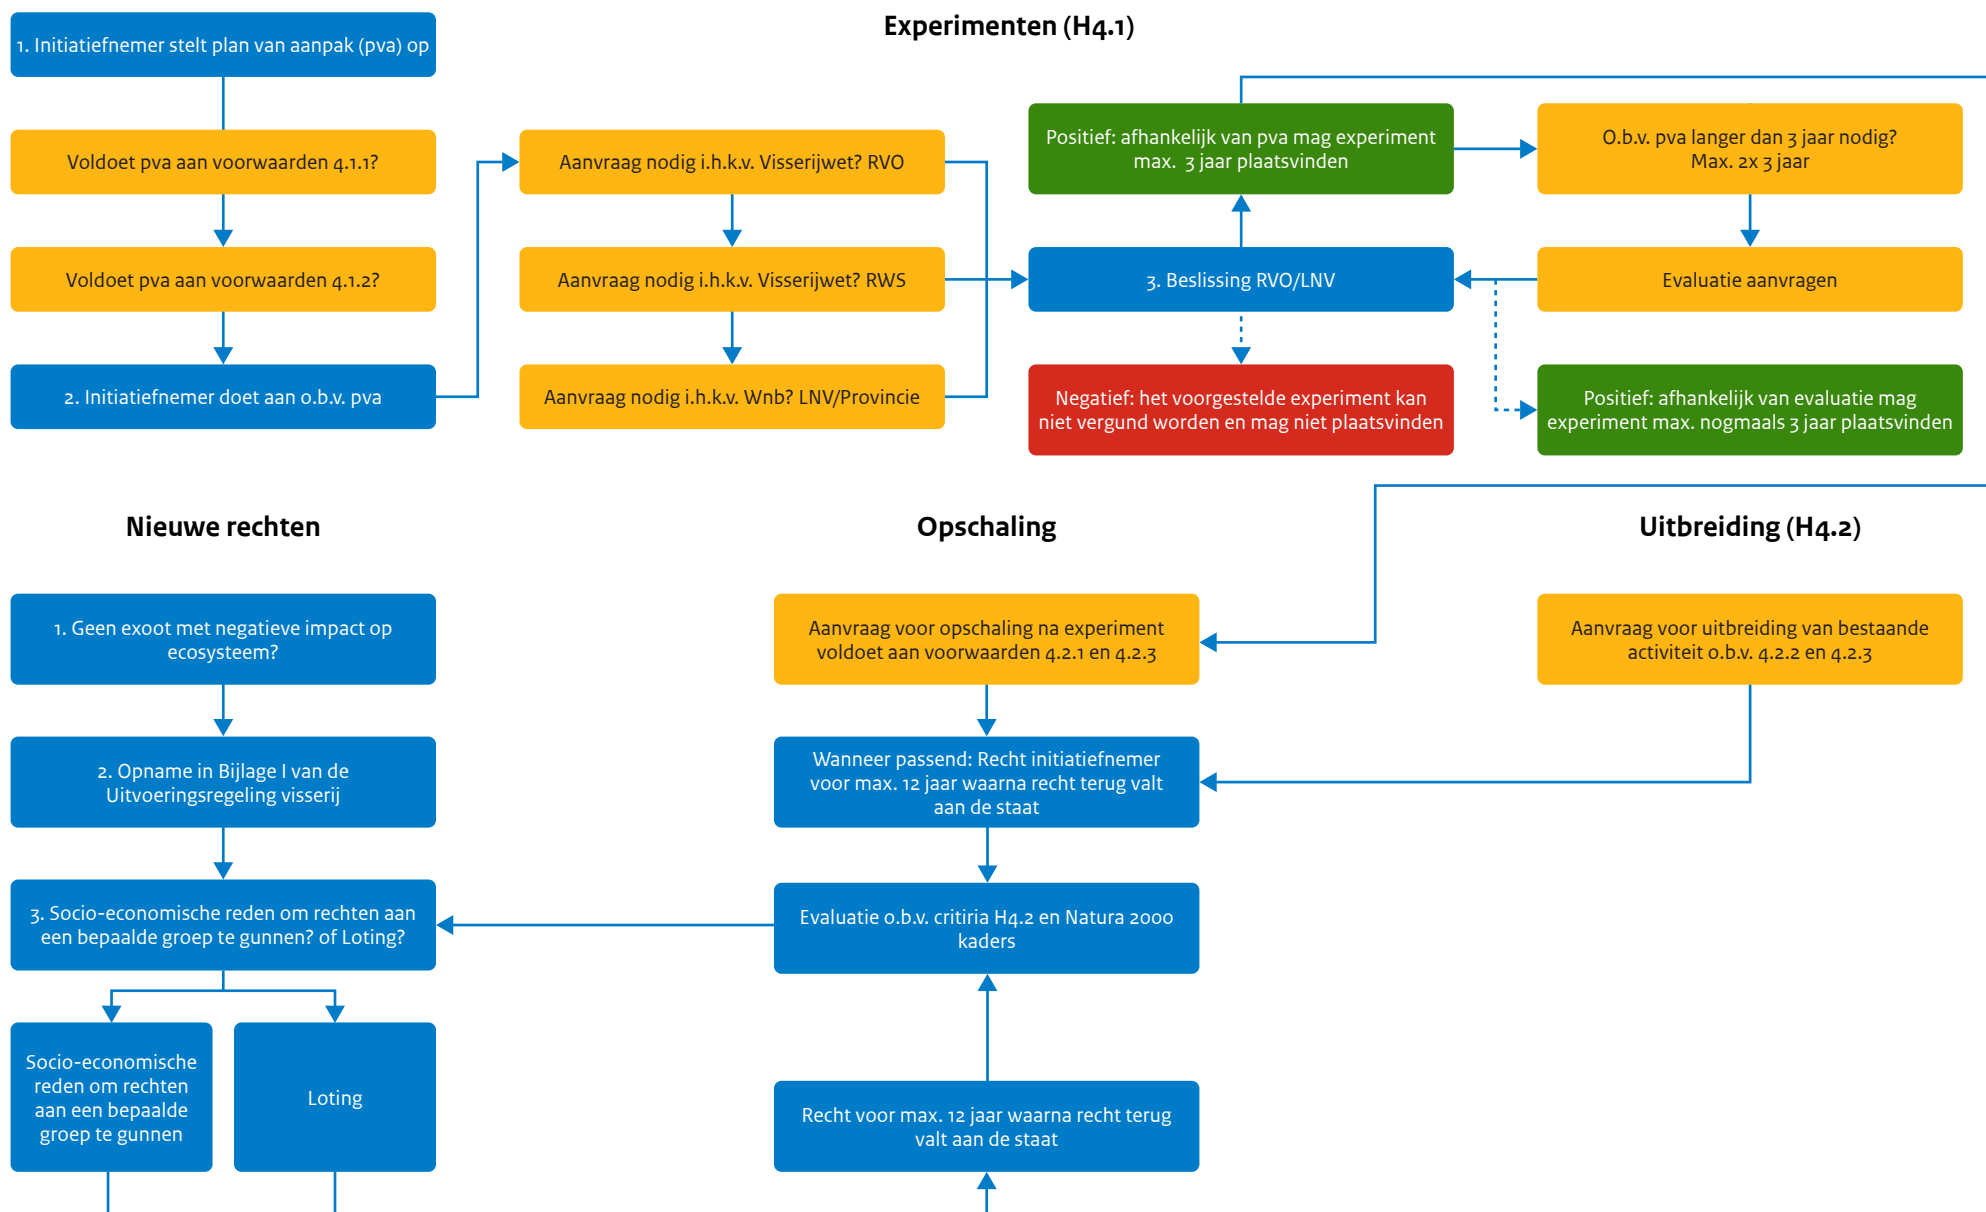 Experimenten (H4.1)
1. Initiatiefnemer stelt plan van aanpak (pva) op
Voldoet pva aan voorwaarden 4.1.1?
Voldoet pva aan voorwaarden 4.1.2?
2. Initiatiefnemer doet aan o.b.v. pva
Aanvraag nodig i.h.k.v. Visserijwet? RVO
Aanvraag nodig i.h.k.v. Visserijwet? RWS
Aanvraag nodig i.h.k.v. Wnb? LNV/Provincie
Positief: afhankelijk van pva mag experiment
max. 3 jaar plaatsvinden
3. Beslissing RVO/LNV
Negatief: het voorgestelde experiment kan
niet vergund worden en mag niet plaatsvinden
O.b.v. pva langer dan 3 jaar nodig?
Max. 2x 3 jaar
Evaluatie aanvragen
Positief: afhankelijk van evaluatie mag
experiment max. nogmaals 3 jaar plaatsvinden
Nieuwe rechten
1. Geen exoot met negatieve impact op
ecosysteem?
2. Opname in Bijlage I van de
Uitvoeringsregeling visserij
3. Socio-economische reden om rechten aan
een bepaalde groep te gunnen? of Loting?
Socio-economische
reden om rechten
aan een bepaalde
groep te gunnen
Loting
Opschaling
Aanvraag voor opschaling na experiment
voldoet aan voorwaarden 4.2.1 en 4.2.3
Wanneer passend: Recht initiatiefnemer
voor max. 12 jaar waarna recht terug valt
aan de staat
Evaluatie o.b.v. critiria H4.2 en Natura 2000
kaders
Recht voor max. 12 jaar waarna recht terug
valt aan de staat
Uitbreiding (H4.2)
Aanvraag voor uitbreiding van bestaande
activiteit o.b.v. 4.2.2 en 4.2.3